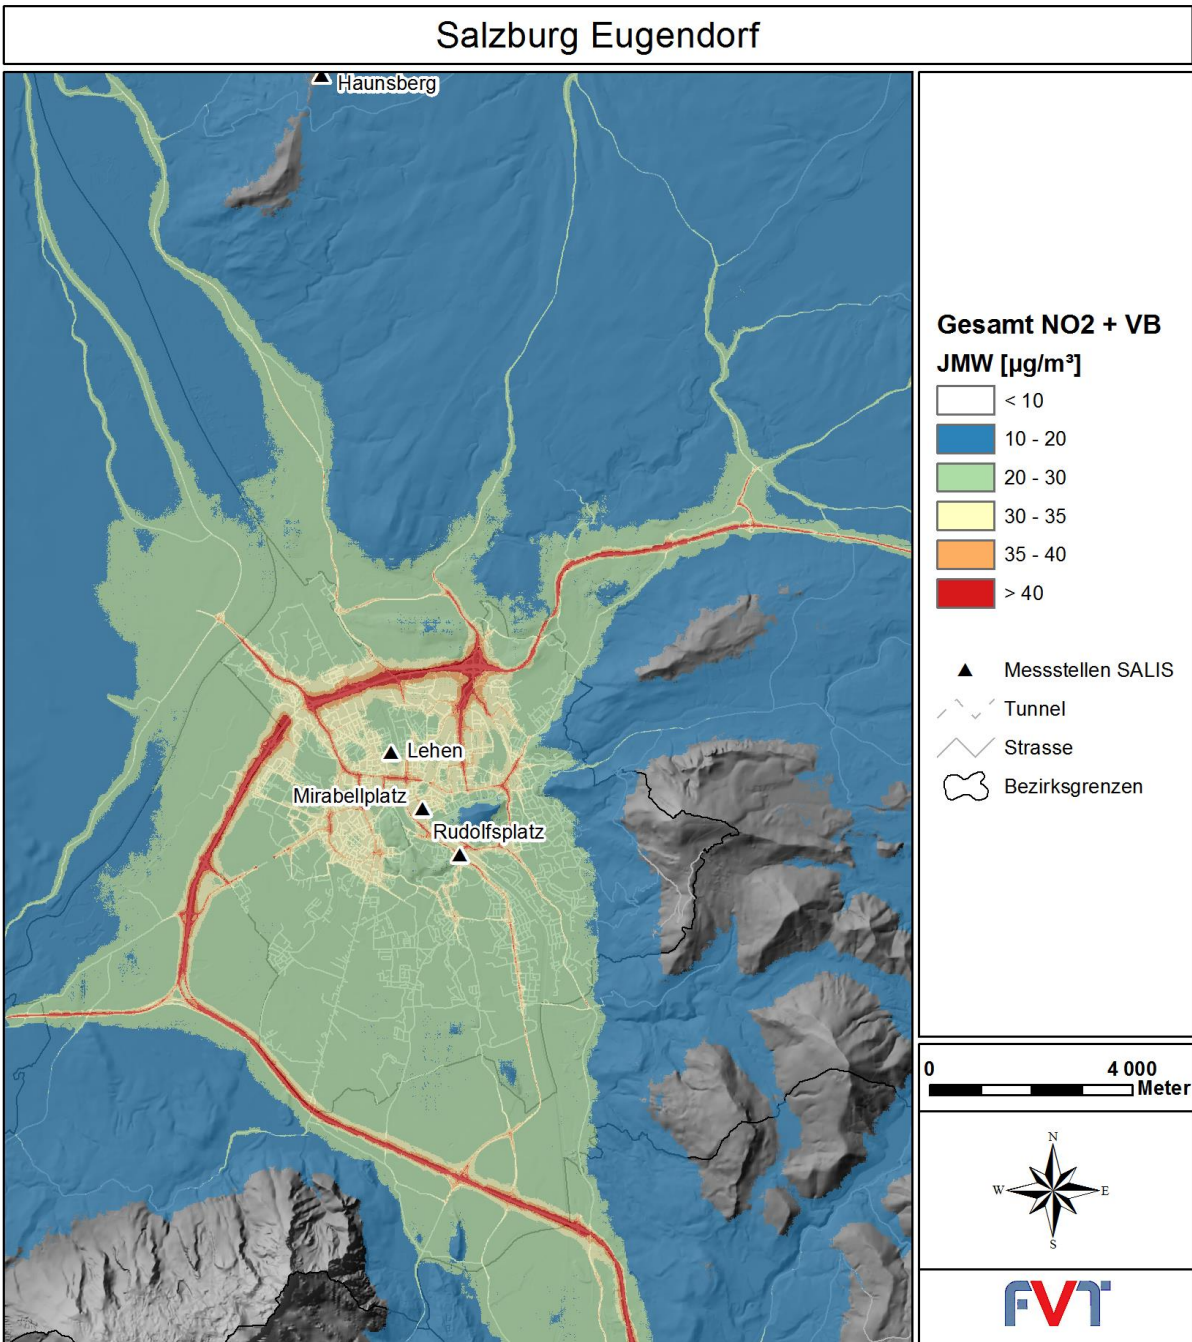 Salzburg Eugendorf
Haunsberg
Lehen
Mirabellplatz
Rudolfsplatz
Gesamt NO2 + VB
JMW [µg/m³]
< 10
10 - 20
20 - 30
30 - 35
35 - 40
> 40
Messstellen SALIS
Tunnel
Strasse
Bezirksgrenzen
0 4 000
Meter
N
W E
S
FVT